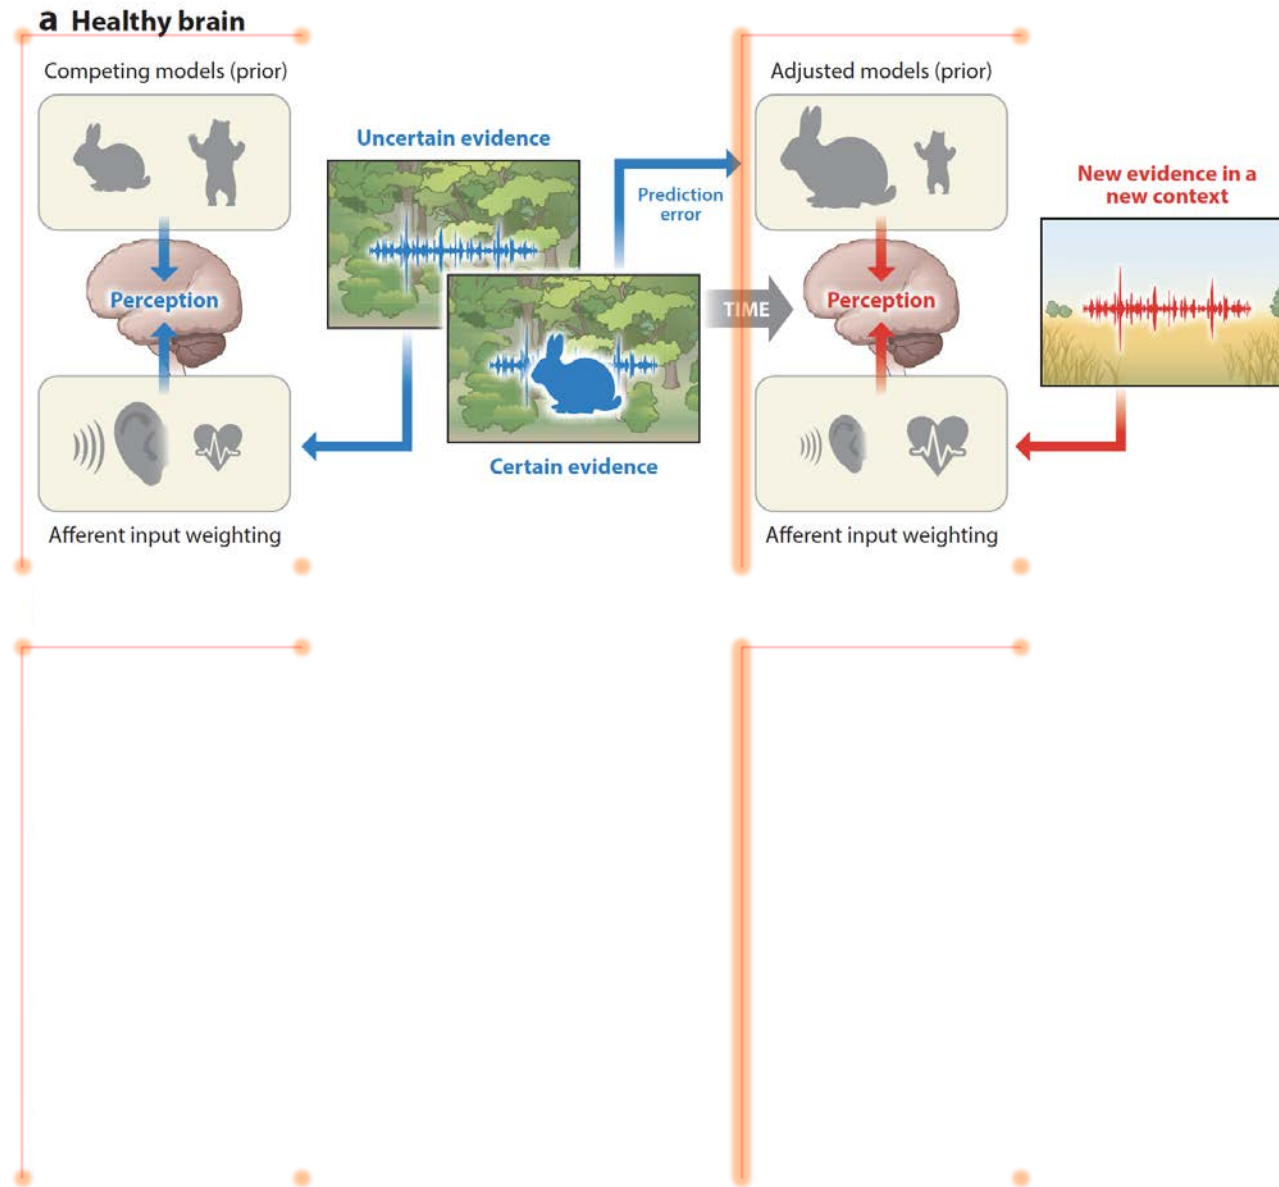 a Healthy brain
Competing models (prior)
Perception
Afferent input weighting
Uncertain evidence
Certain evidence
Prediction
error
TIME
Adjusted models (prior)
Perception
Afferent input weighting
New evidence in a
new context